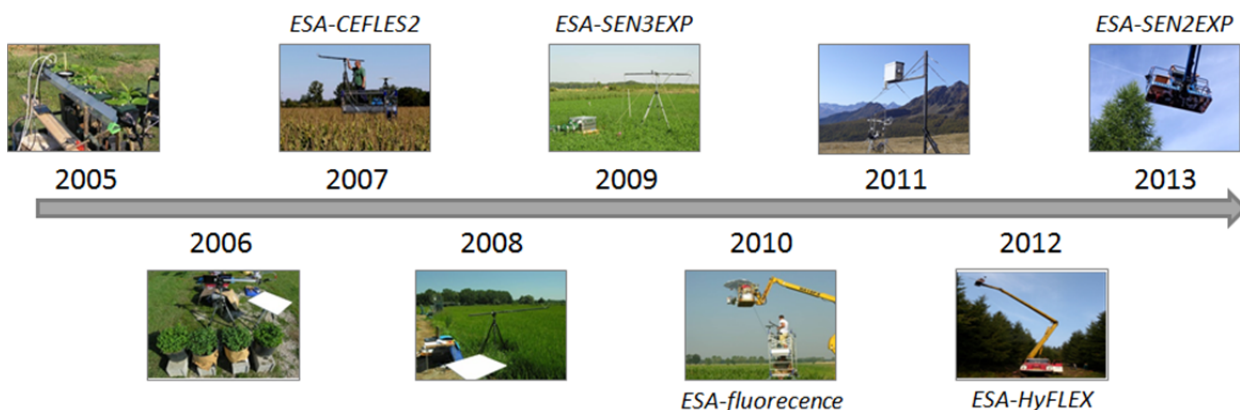 ESA-CEFLES2
ESA-SEN3EXP
ESA-SEN2EXP
2005
2007
2009
2011
2013
2006
2008
2010
2012
ESA-fluorecence
ESA-HyFLEX